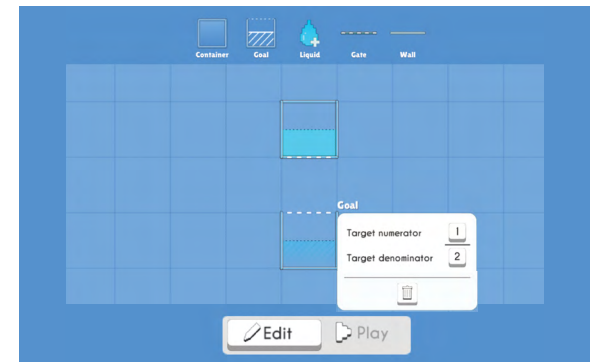 Container Goal Liquid Gate Wall
Goal
Target numerator 1
Target denominator 2
Edit Play